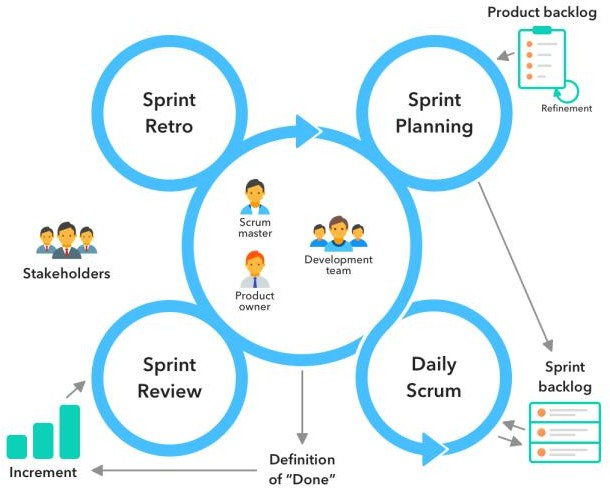 Product backlog
Refinement
Sprint
Retro
Sprint
Planning
Scrum
master
Development
team
Product
owner
Stakeholders
Sprint
Review
Daily
Scrum
Sprint
backlog
Increment
Definition
of “Done”